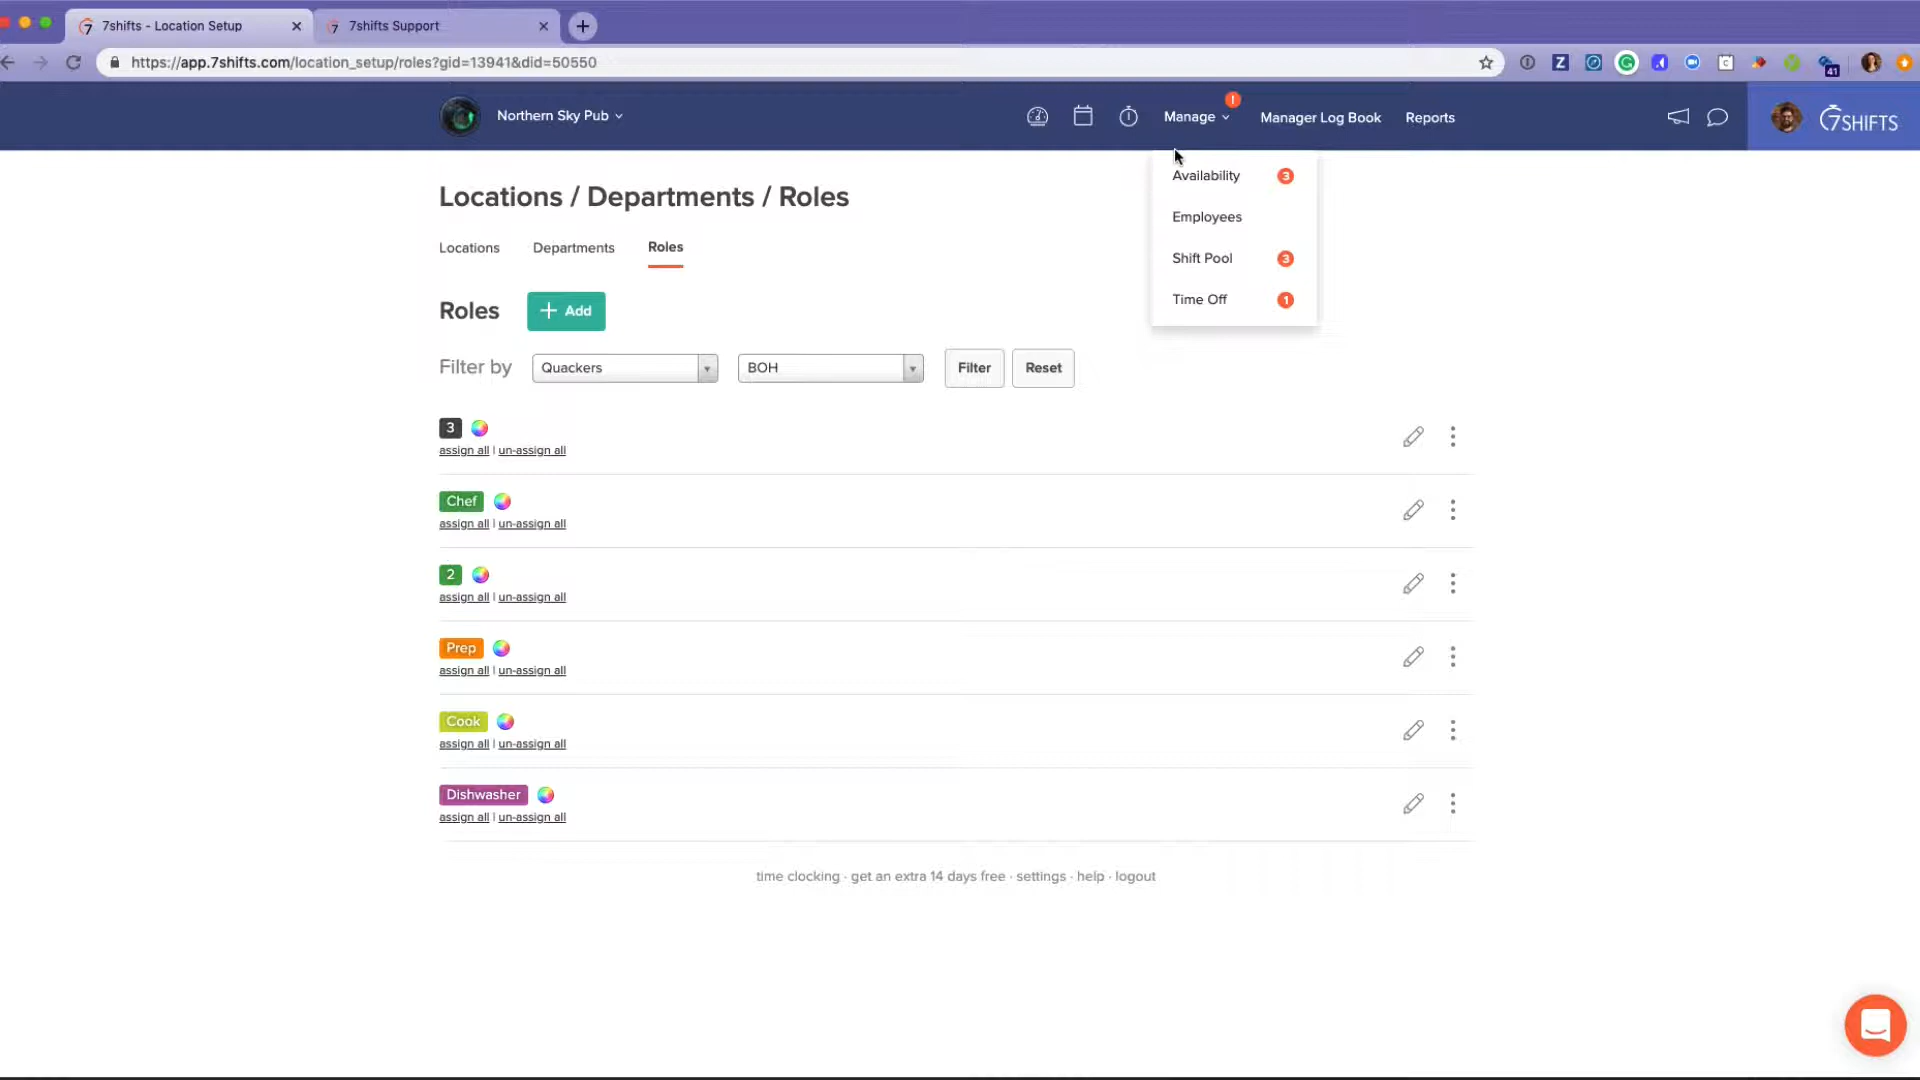 7shifts - Location Setup
7shifts Support
https://app.7shifts.com/location_setup/roles?gid=13941&did=50550
Z
41
Northern Sky Pub
Manage
!
Manager Log Book
Reports
7SHIFTS
Availability 3
Employees
Shift Pool 3
Time Off 1
Locations / Departments / Roles
Locations Departments Roles
Roles
+ Add
Filter by Quackers BOH Filter Reset
3
assign all | un-assign all
Chef
assign all | un-assign all
2
assign all | un-assign all
Prep
assign all | un-assign all
Cook
assign all | un-assign all
Dishwasher
assign all | un-assign all
time clocking · get an extra 14 days free · settings · help · logout